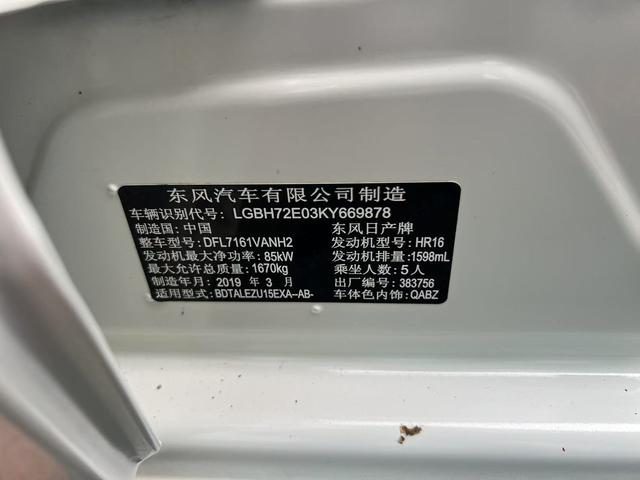 东风汽车有限公司制造
车辆识别代号: LGBH72E03KY669878
制造国: 中国 东风日产牌
整车型号: DFL7161VANH2 发动机型号: HR16
发动机最大净功率: 85kW 发动机排量: 1598mL
最大允许总质量: 1670kg 乘坐人数: 5人
制造年月: 2019 年 3 月 出厂编号: 383756
适用型式: BDTALEZU15EXA--AB- 车体色内饰: QABZ